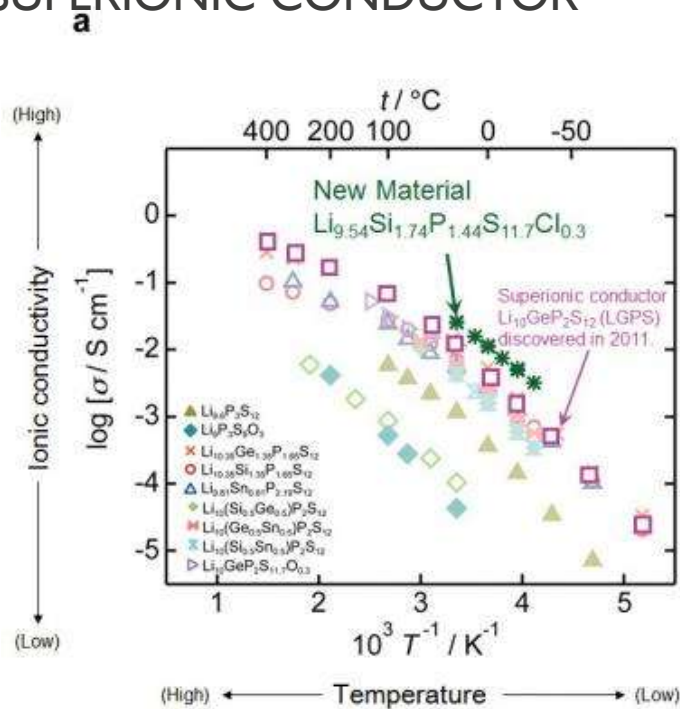 SUPERIONIC CONDUCTOR
a
t / °C
(High)
400 200 100 0 -50
New Material
Li9.54Si1.74P1.44S11.7Cl0.3
0
-1
-2
-3
-4
-5
Ionic conductivity
log [σ / S cm⁻¹]
Superionic conductor
Li10GeP2S12 (LGPS)
discovered in 2011.
Li9.6P3S12
Li9P3S9O3
Li10.35Ge1.35P1.65S12
Li10.35Si1.35P1.65S12
Li9.81Sn0.81P2.19S12
Li10(Si0.5Ge0.5)P2S12
Li10(Ge0.5Sn0.5)P2S12
Li10(Si0.5Sn0.5)P2S12
Li10GeP2S11.7O0.3
1 2 3 4 5
10³ T⁻¹ / K⁻¹
(Low)
(High) Temperature (Low)